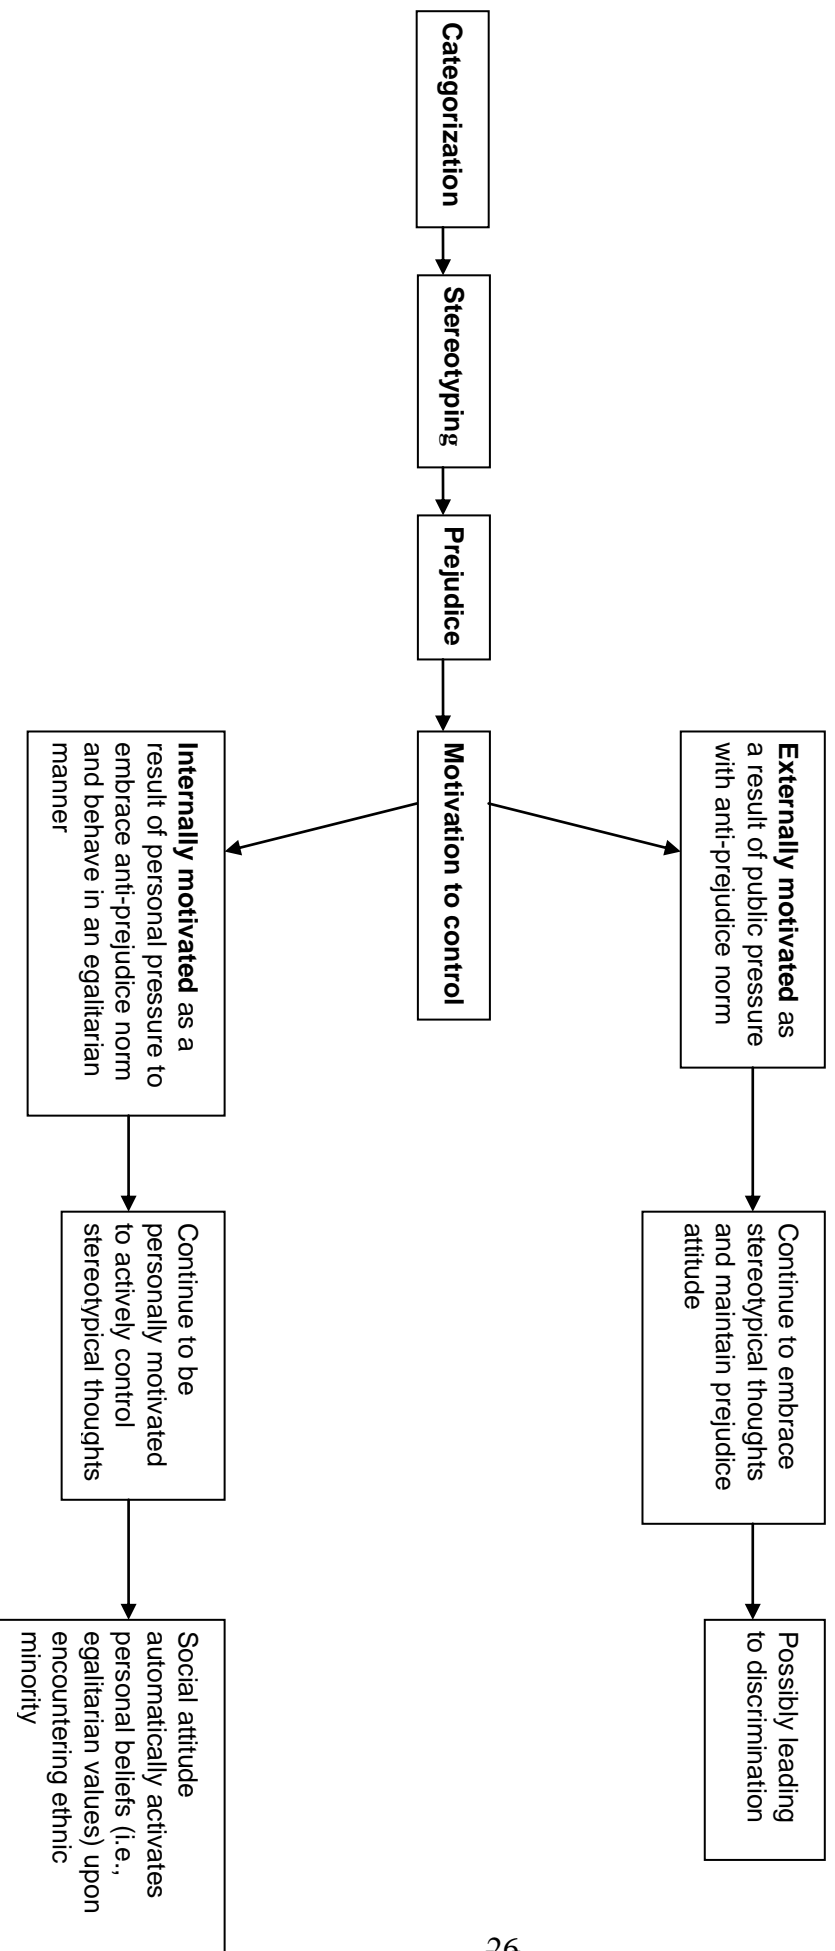 Categorization
Stereotyping
Prejudice
Motivation to control
Externally motivated as
a result of public pressure
with anti-prejudice norm
Continue to embrace
stereotypical thoughts
and maintain prejudice
attitude
Possibly leading
to discrimination
Internally motivated as a
result of personal pressure to
embrace anti-prejudice norm
and behave in an egalitarian
manner
Continue to be
personally motivated
to actively control
stereotypical thoughts
Social attitude
automatically activates
personal beliefs (i.e.,
egalitarian values) upon
encountering ethnic
minority
26